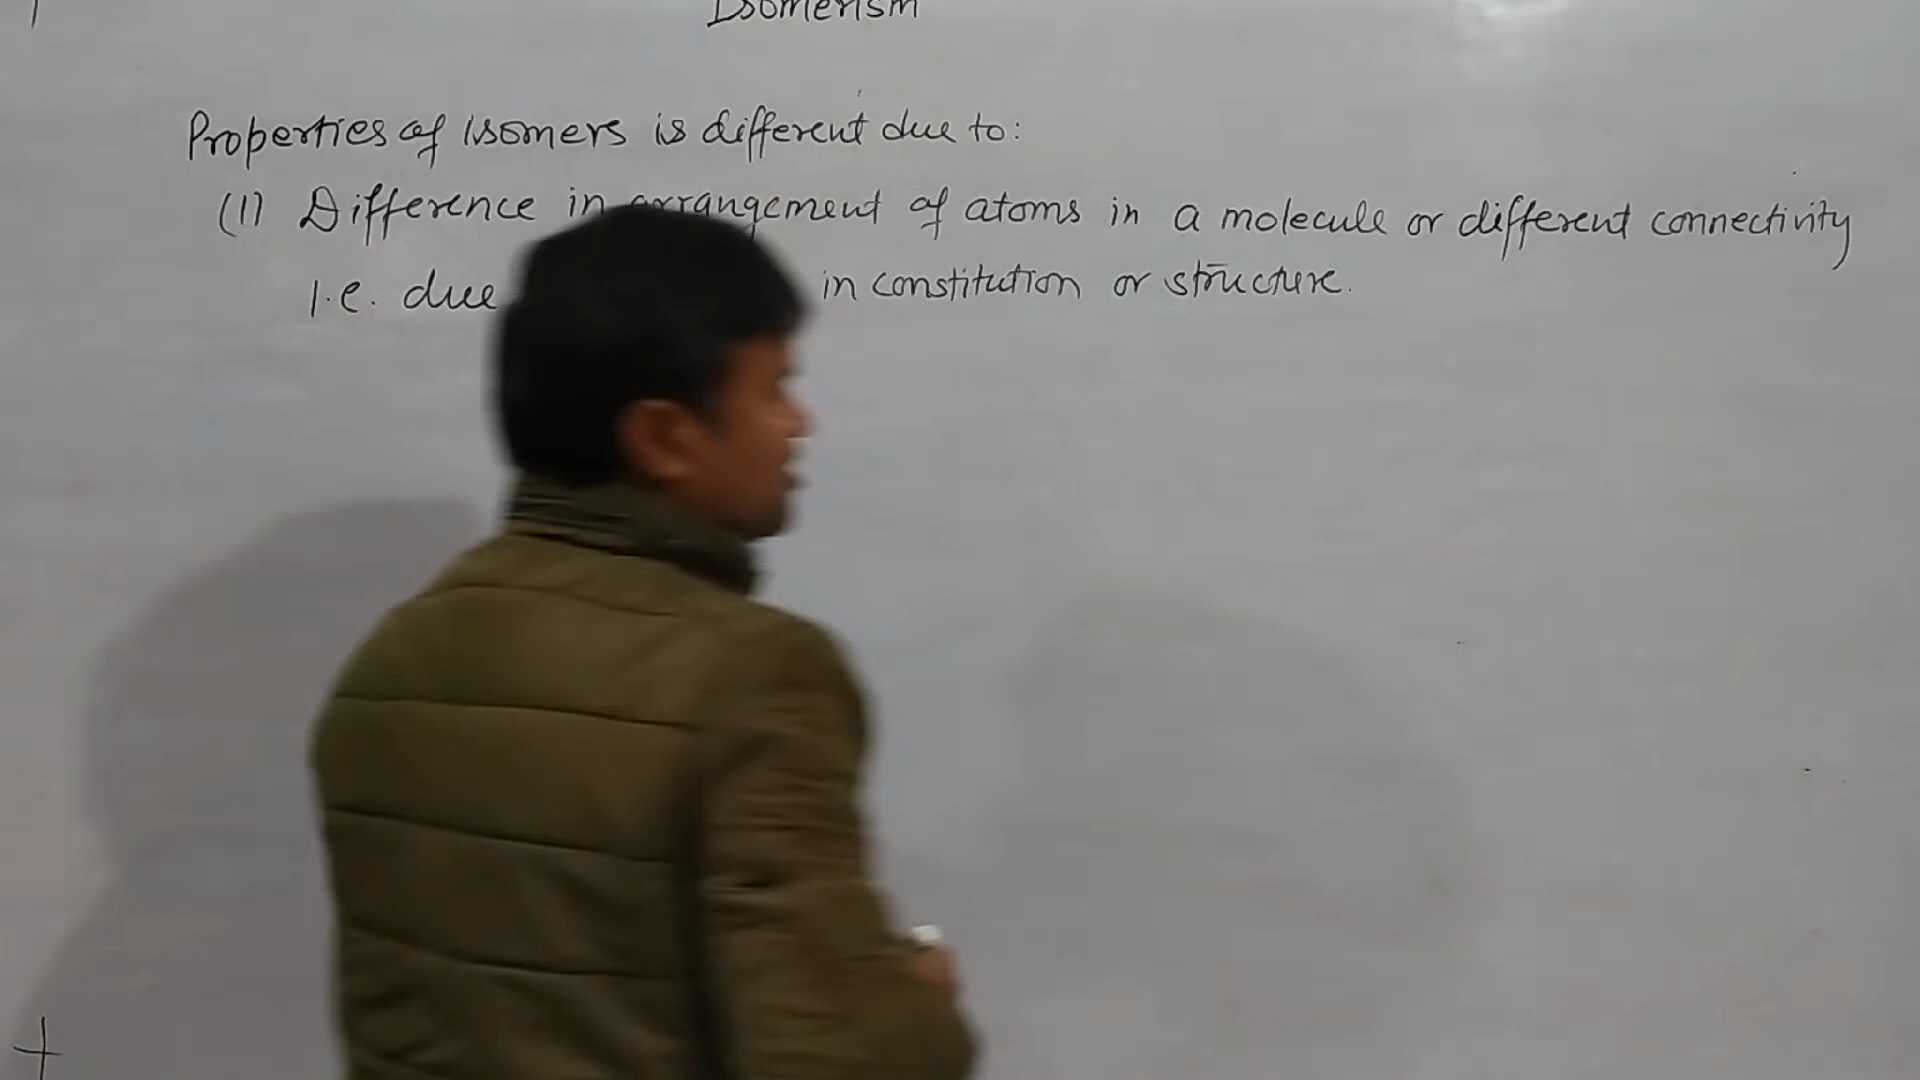 Isomerism
Properties of isomers is different due to:
(1) Difference in arrangement of atoms in a molecule or different connectivity
i.e. due in constitution or structure.